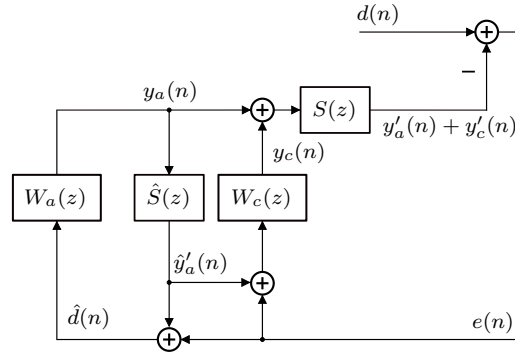 d(n)
−
y_a(n)
S(z)
y'_a(n) + y'_c(n)
y_c(n)
W_a(z)
Ŝ(z)
W_c(z)
ŷ'_a(n)
d̂(n)
e(n)